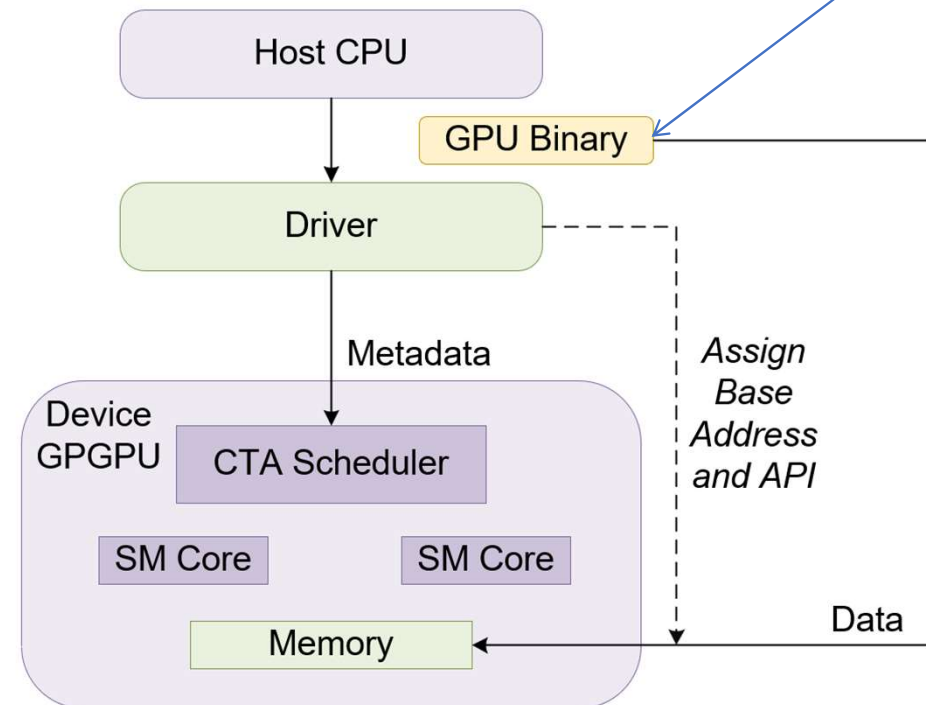 Host CPU
GPU Binary
Driver
Metadata
Assign
Base
Address
and API
Device
GPGPU
CTA Scheduler
SM Core
SM Core
Data
Memory